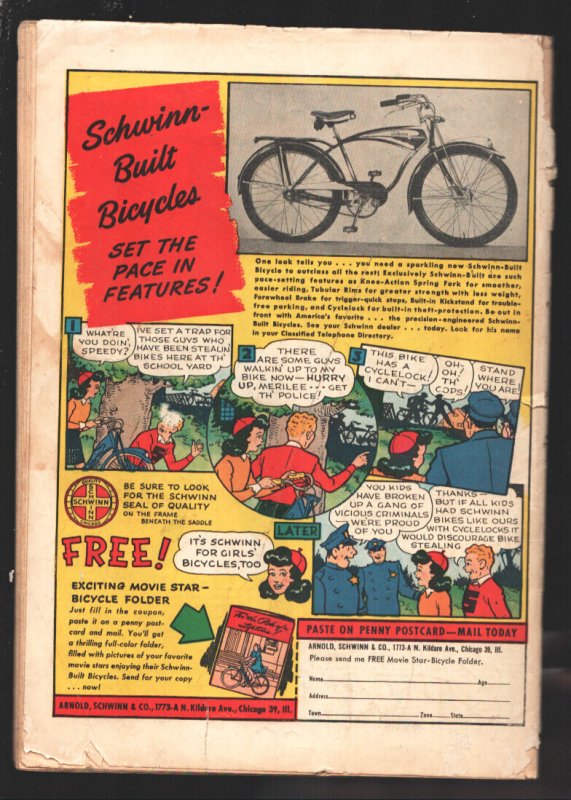 Schwinn-
Built
Bicycles
SET THE
PACE IN
FEATURES!
One look tells you . . . you need a sparkling new Schwinn-Built
Bicycle to outclass all the rest! Exclusively Schwinn-Built are such
pace-setting features as Knee-Action Spring Fork for smoother,
easier riding, Tubular Rims for greater strength with less weight,
Forewheel Brake for trigger-quick stops, Built-in Kickstand for trouble-
free parking, and Cyclelock for built-in theft-protection. Be out in
front with America's favorite . . . the precision-engineered Schwinn-
Built Bicycles. See your Schwinn dealer . . . today. Look for his name
in your Classified Telephone Directory.
1
WHAT'RE
YOU DOIN',
SPEEDY?
I'VE SET A TRAP FOR
THOSE GUYS WHO
HAVE BEEN STEALIN'
BIKES HERE AT TH'
SCHOOL YARD
2
THERE
ARE SOME GUYS
WALKIN' UP TO MY
BIKE NOW—HURRY
UP, MERILEE... GET
TH' POLICE!
3
THIS BIKE
HAS A
CYCLELOCK!
CAN'T—
OH-
OH! TH'
COPS!
STAND
WHERE
YOU ARE!
QUALITY
SCHWINN
SCHWINN
CHICAGO
BE SURE TO LOOK
FOR THE SCHWINN
SEAL OF QUALITY
ON THE FRAME
BENEATH THE SADDLE
LATER
YOU KIDS
HAVE BROKEN
UP A GANG OF
VICIOUS CRIMINALS
WE'RE PROUD
OF YOU
THANKS—
BUT IF ALL KIDS
HAD SCHWINN
BIKES LIKE OURS
WITH CYCLELOCKS IT
WOULD DISCOURAGE BIKE
STEALING
FREE!
IT'S SCHWINN
FOR GIRLS'
BICYCLES, TOO
EXCITING MOVIE STAR—
BICYCLE FOLDER
Just fill in the coupon,
paste it on a penny post-
card and mail. You'll get
a thrilling full-color folder,
filled with pictures of your favorite
movie stars enjoying their Schwinn-
Built Bicycles. Send for your copy
. . . now!
ARNOLD, SCHWINN & CO., 1773-A N. Kildare Ave., Chicago 39, Ill.
PASTE ON PENNY POSTCARD—MAIL TODAY
ARNOLD, SCHWINN & CO., 1773-A N. Kildare Ave., Chicago 39, Ill.
Please send me FREE Movie Star-Bicycle Folder.
Name Age
Address
Town Zone State